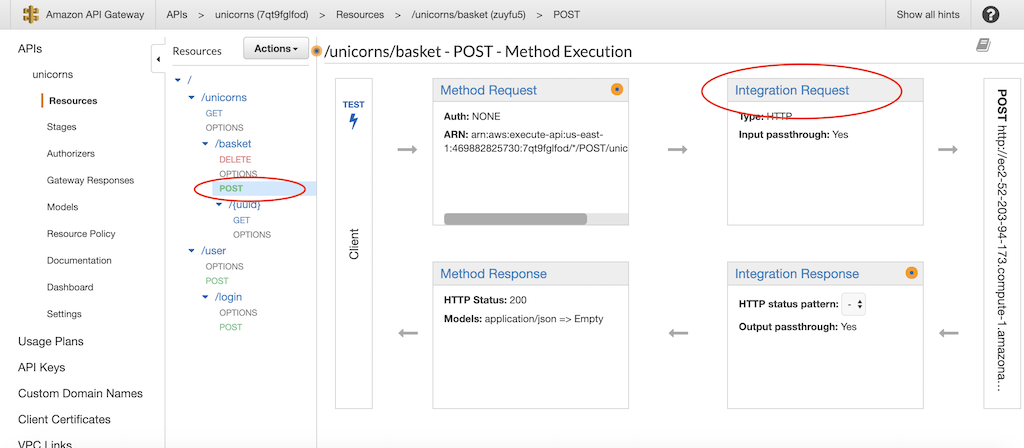 Amazon API Gateway
APIs > unicorns (7qt9fglfod) > Resources > /unicorns/basket (zuyfu5) > POST
Show all hints
?
APIs
unicorns
Resources
Stages
Authorizers
Gateway Responses
Models
Resource Policy
Documentation
Dashboard
Settings
Usage Plans
API Keys
Custom Domain Names
Client Certificates
VPC Links
Resources
Actions
/
/unicorns
GET
OPTIONS
/basket
DELETE
OPTIONS
POST
/{uuid}
GET
OPTIONS
/user
OPTIONS
POST
/login
OPTIONS
POST
/unicorns/basket - POST - Method Execution
TEST
Client
Method Request
Auth: NONE
ARN: arn:aws:execute-api:us-east-
1:469882825730:7qt9fglfod/*/POST/unic
Integration Request
Type: HTTP
Input passthrough: Yes
POST http://ec2-52-203-94-173.compute-1.amazona...
Method Response
HTTP Status: 200
Models: application/json => Empty
Integration Response
HTTP status pattern: -
Output passthrough: Yes